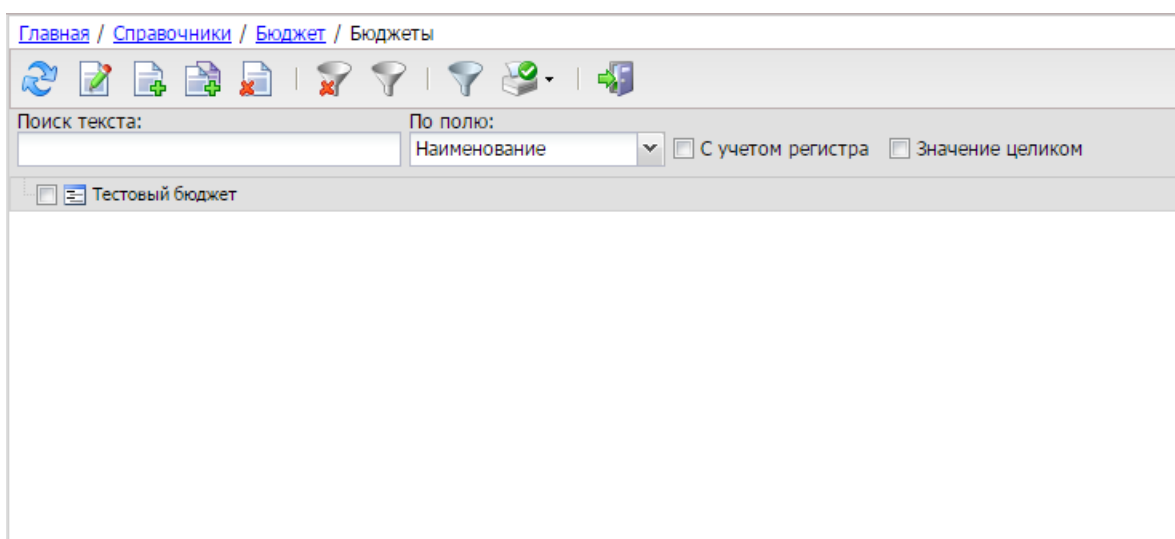 Главная / Справочники / Бюджет / Бюджеты
Поиск текста: По полю:
Наименование С учетом регистра Значение целиком
Тестовый бюджет